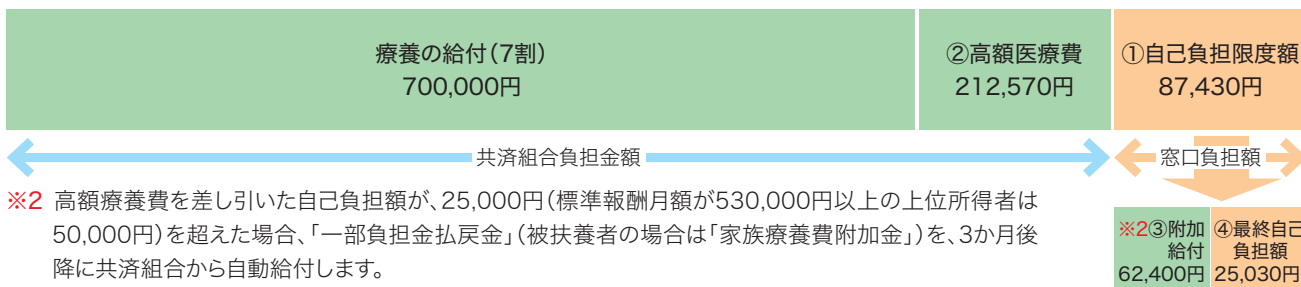 療養の給付(7割)
700,000円
②高額医療費
212,570円
①自己負担限度額
87,430円
共済組合負担金額
窓口負担額
※2 高額療養費を差し引いた自己負担額が、25,000円(標準報酬月額が530,000円以上の上位所得者は
50,000円)を超えた場合、「一部負担金払戻金」(被扶養者の場合は「家族療養費附加金」)を、3か月後
降に共済組合から自動給付します。
※2③附加
給付
62,400円
④最終自己
負担額
25,030円